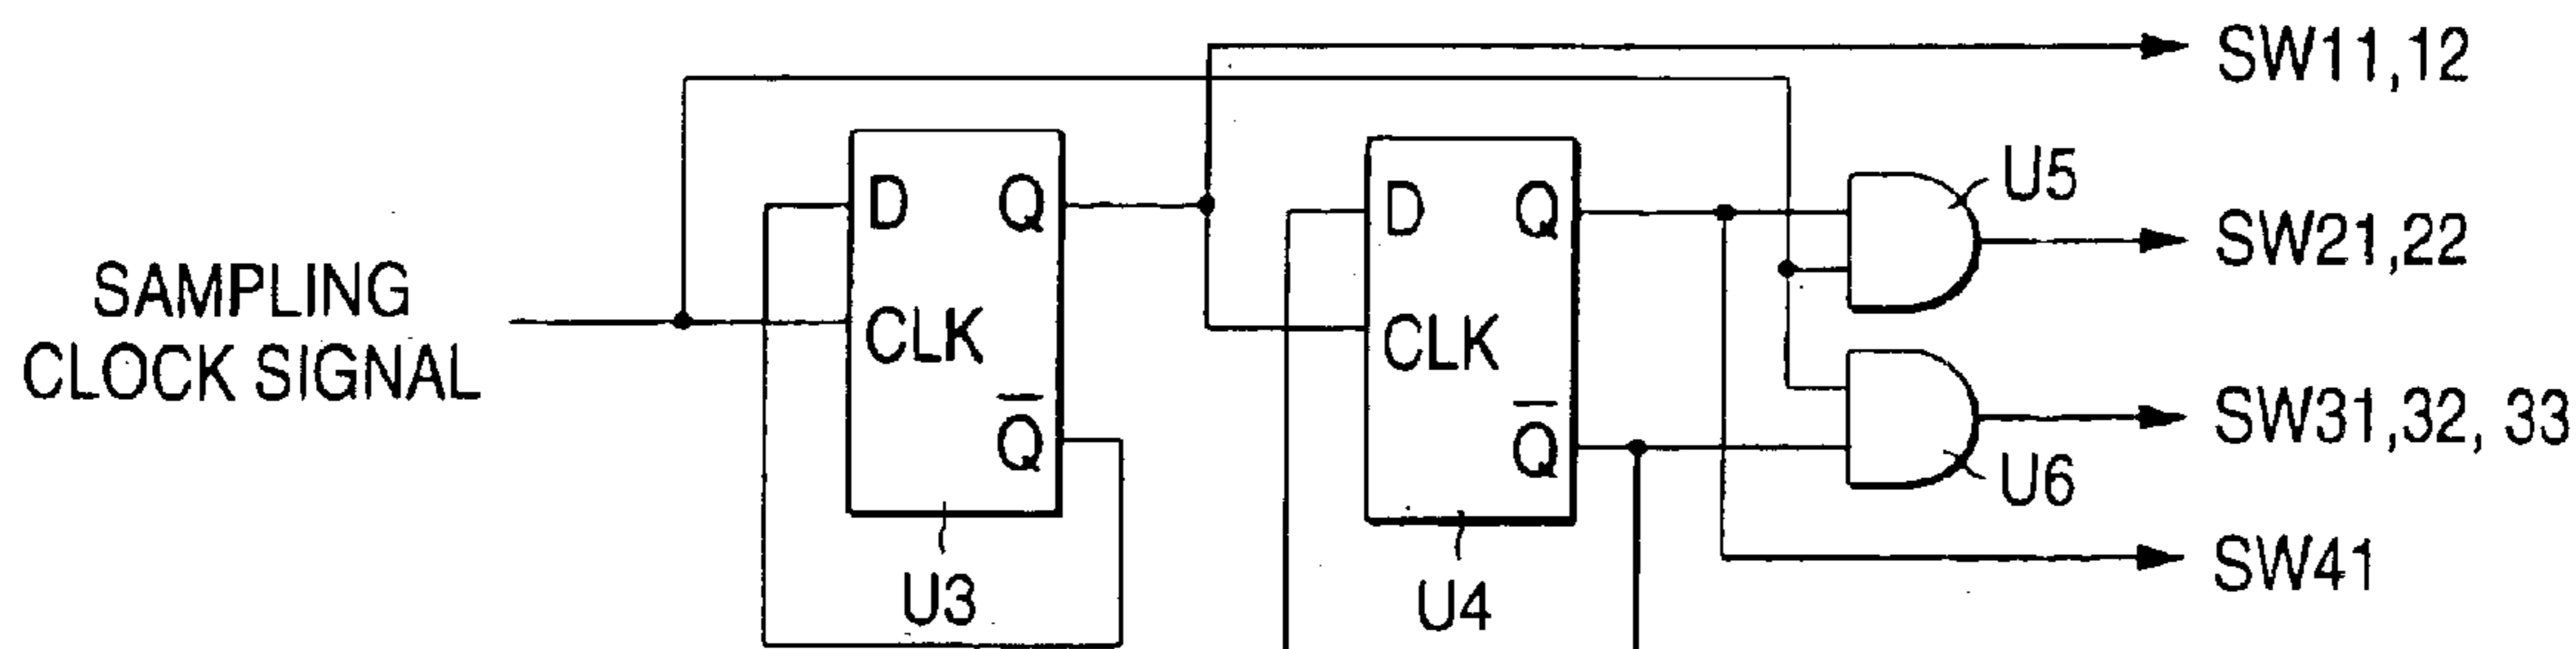 SW11,12
U5
D Q
D Q
SW21,22
SAMPLING
CLOCK SIGNAL
CLK
CLK
Q̅
Q̅
SW31,32, 33
U6
SW41
U3
U4